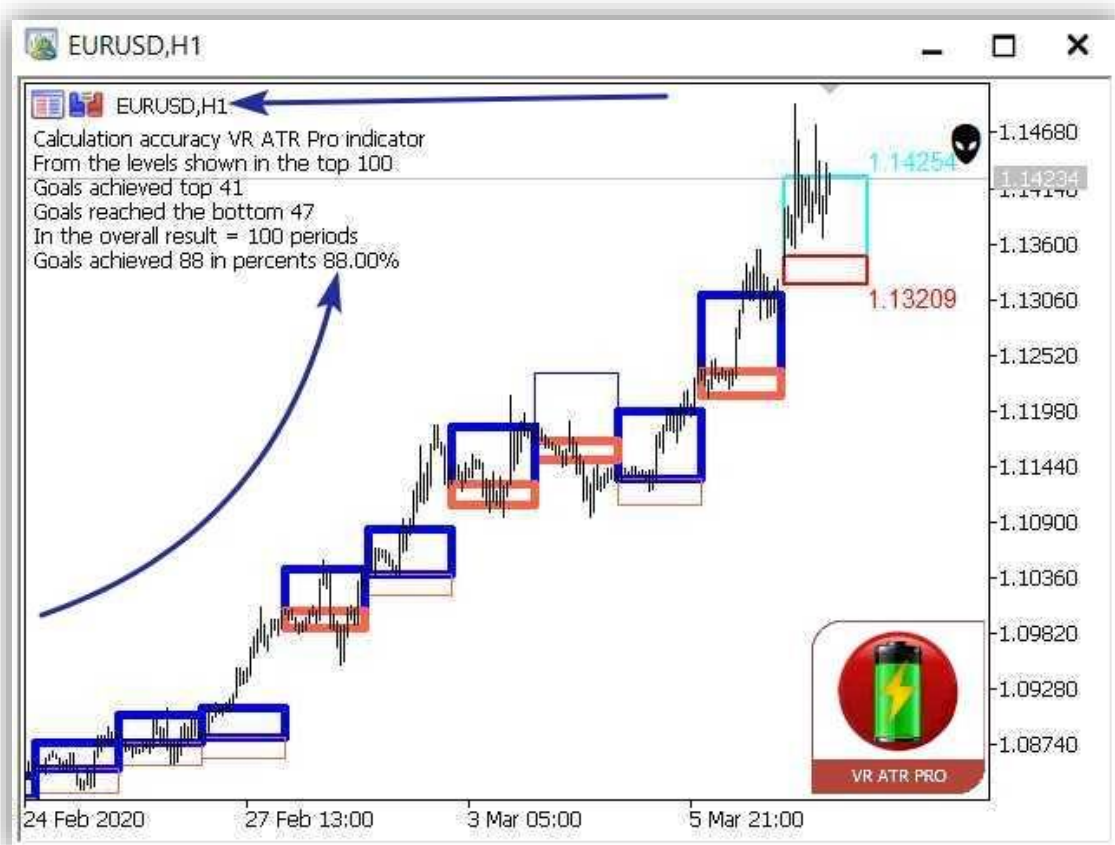 EURUSD,H1
EURUSD,H1
Calculation accuracy VR ATR Pro indicator
From the levels shown in the top 100
Goals achieved top 41
Goals reached the bottom 47
In the overall result = 100 periods
Goals achieved 88 in percents 88.00%
1.14254
1.13209
1.14680
1.14234
1.14140
1.13600
1.13060
1.12520
1.11980
1.11440
1.10900
1.10360
1.09820
1.09280
1.08740
VR ATR PRO
24 Feb 2020 27 Feb 13:00 3 Mar 05:00 5 Mar 21:00